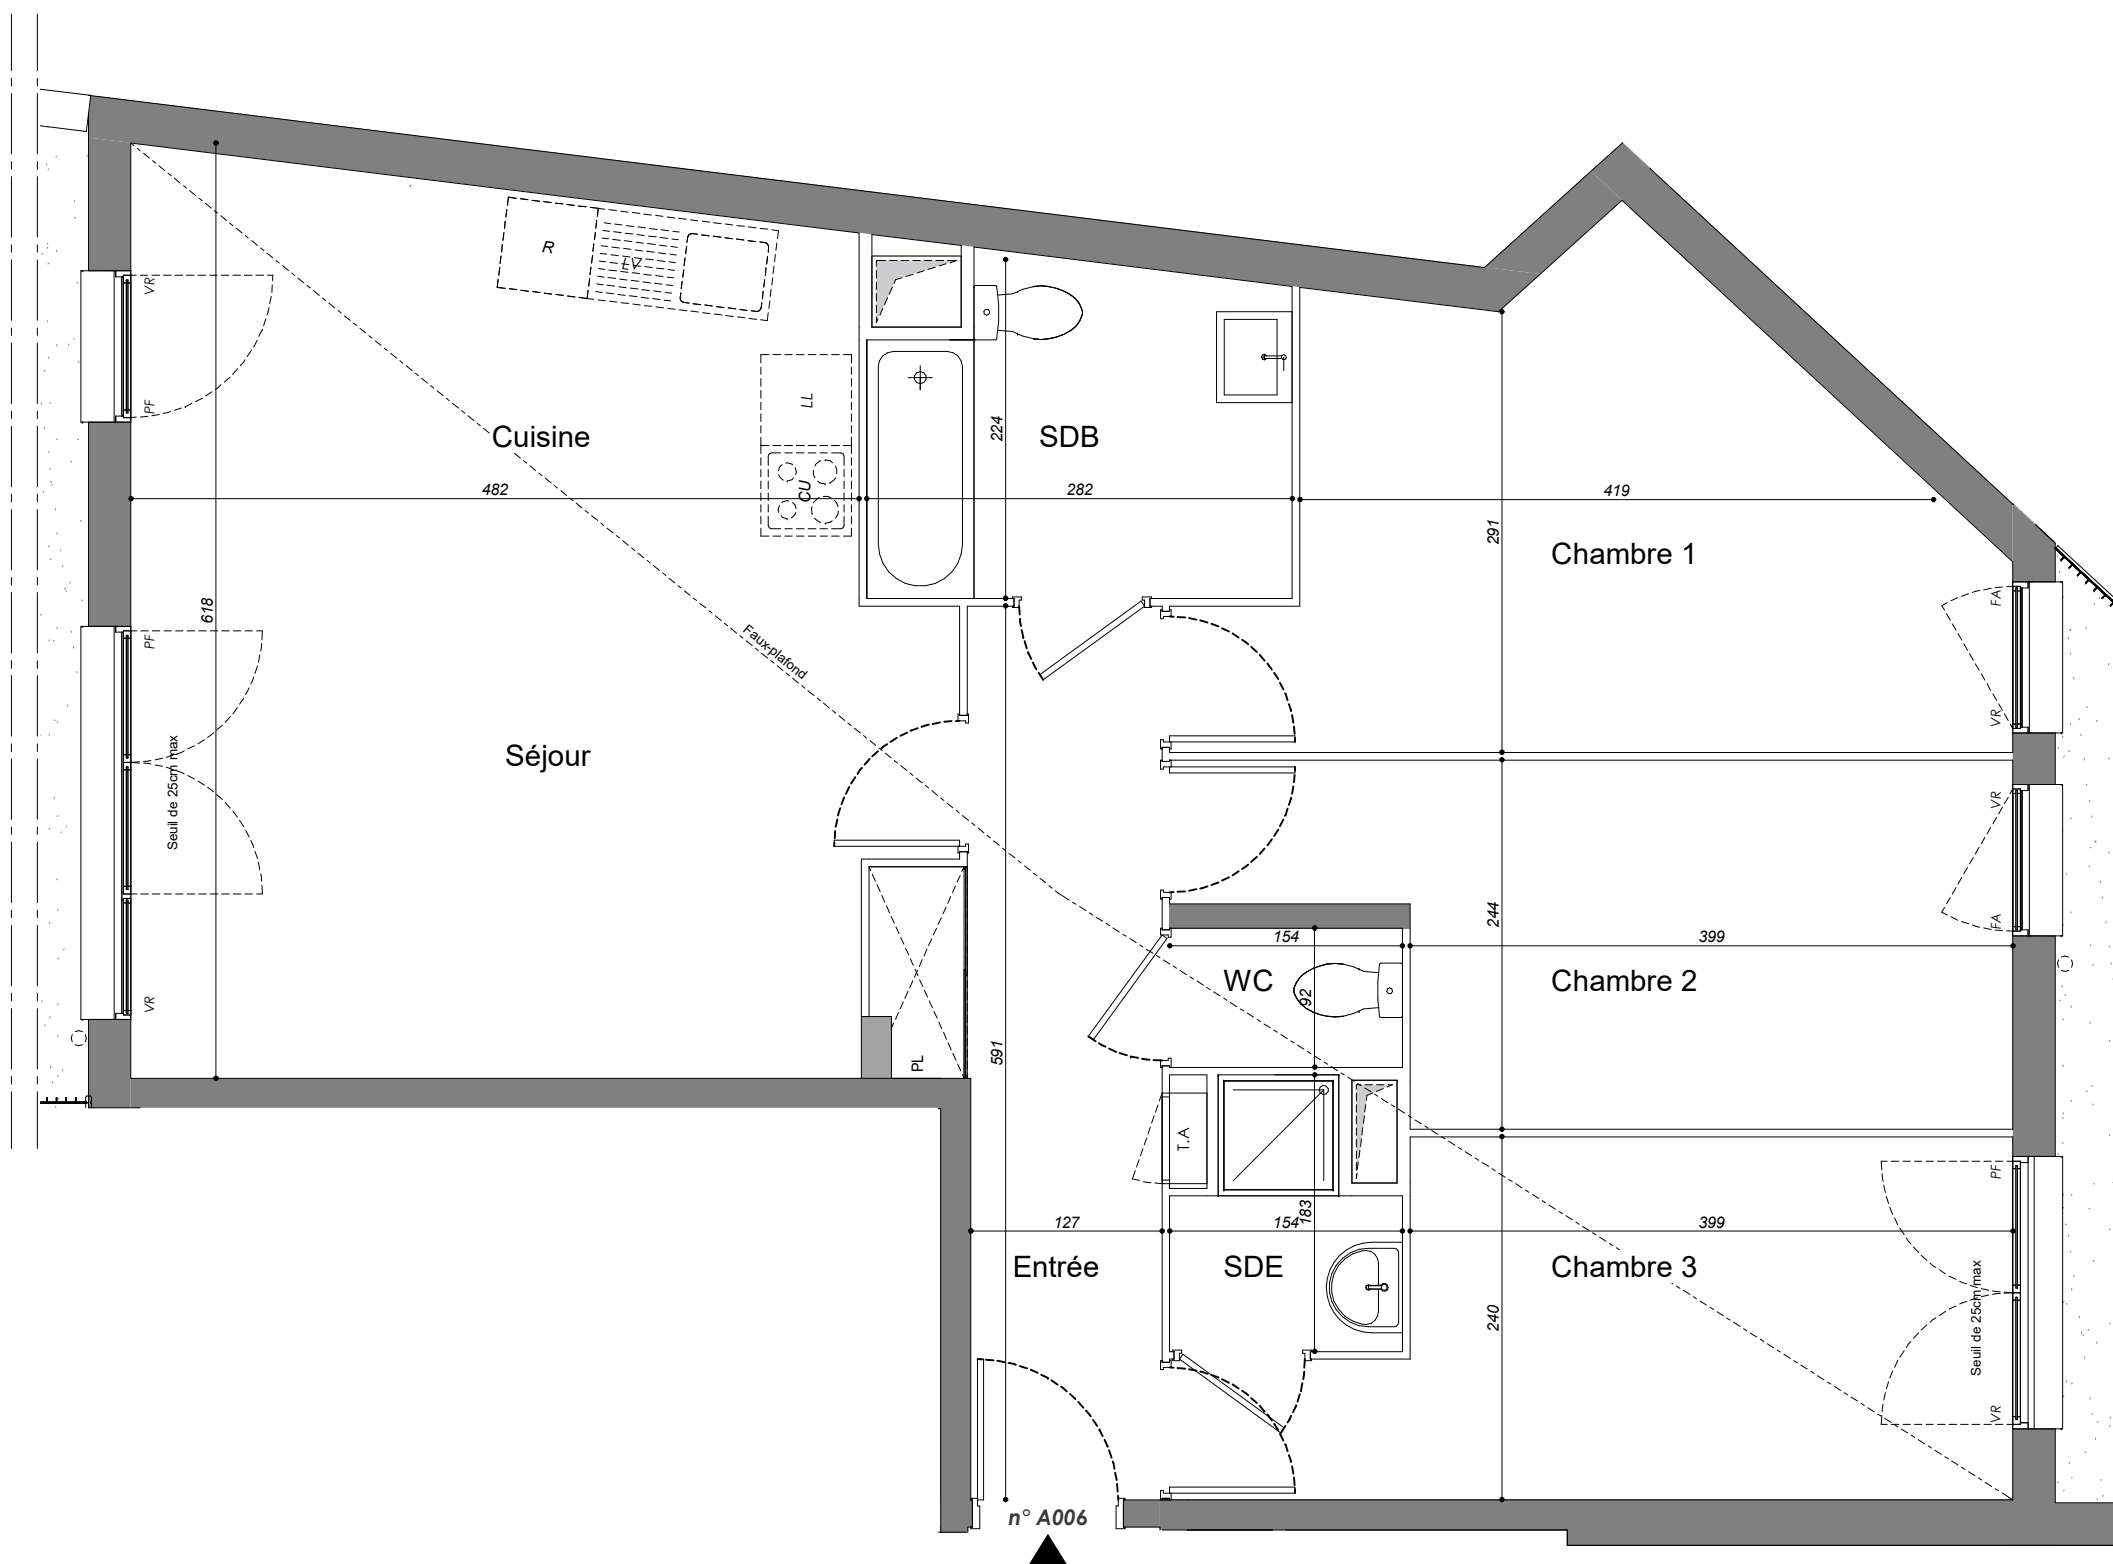 R
LV
VR
PF
LL
Cuisine
224
SDB
CU
482
282
419
291
Chambre 1
618
PF
FA
Faux-plafond
VR
Séjour
Seuil de 25cm max
VR
244
FA
154
399
WC
92
Chambre 2
VR
591
PL
T.A
PF
183
127
154
399
Entrée
SDE
Chambre 3
240
Seuil de 25cm max
VR
n° A006